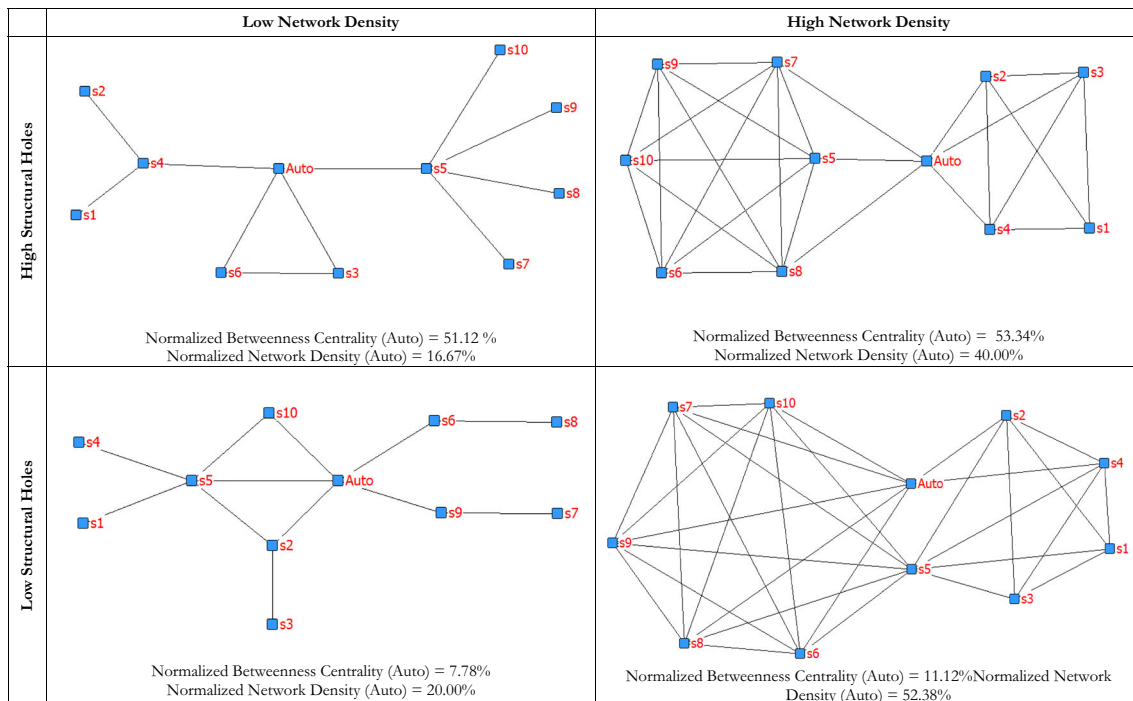 Low Network Density
High Network Density
High Structural Holes
s10
s2
s9
s4
Auto
s5
s8
s1
s6
s3
s7
Normalized Betweenness Centrality (Auto) = 51.12 %
Normalized Network Density (Auto) = 16.67%
s9
s7
s2
s3
s10
s5
Auto
s4
s1
s6
s8
Normalized Betweenness Centrality (Auto) = 53.34%
Normalized Network Density (Auto) = 40.00%
Low Structural Holes
s10
s6
s8
s4
s5
Auto
s1
s9
s7
s2
s3
Normalized Betweenness Centrality (Auto) = 7.78%
Normalized Network Density (Auto) = 20.00%
s7
s10
s2
s4
Auto
s9
s1
s5
s3
s8
s6
Normalized Betweenness Centrality (Auto) = 11.12%Normalized Network
Density (Auto) = 52.38%